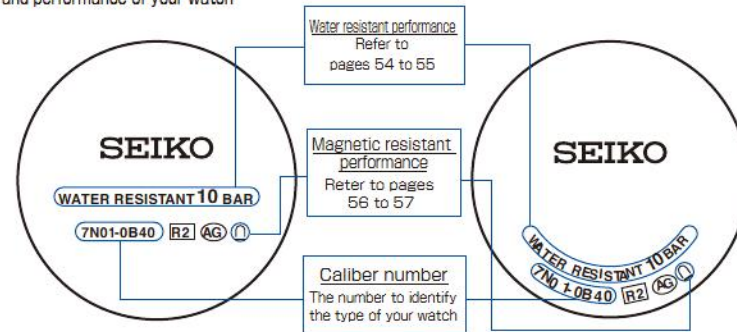 and performance of your watch
Water resistant performance
Refer to
pages 54 to 55
SEIKO
WATER RESISTANT 10 BAR
7N01-0B40 R2 AG
Magnetic resistant
performance
Reter to pages
56 to 57
Caliber number
The number to identify
the type of your watch
SEIKO
WATER RESISTANT 10 BAR
7N01-0B40 R2 AG